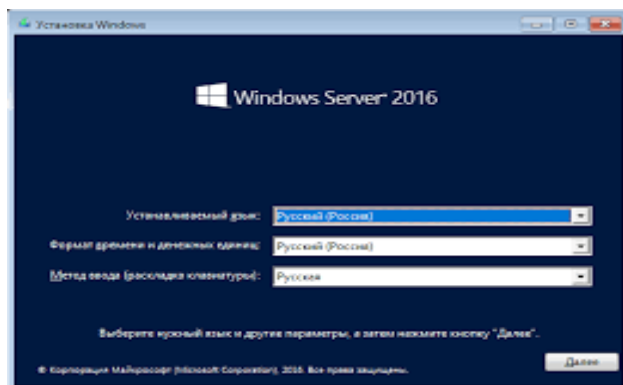 Установка Windows
Windows Server® 2016
Устанавливаемый язык: Русский (Россия)
Формат времени и денежных единиц: Русский (Россия)
Метод ввода (раскладка клавиатуры): Русская
Выберите нужный язык и другие параметры, а затем нажмите кнопку "Далее".
© Корпорация Майкрософт (Microsoft Corporation), 2016. Все права защищены.
Далее